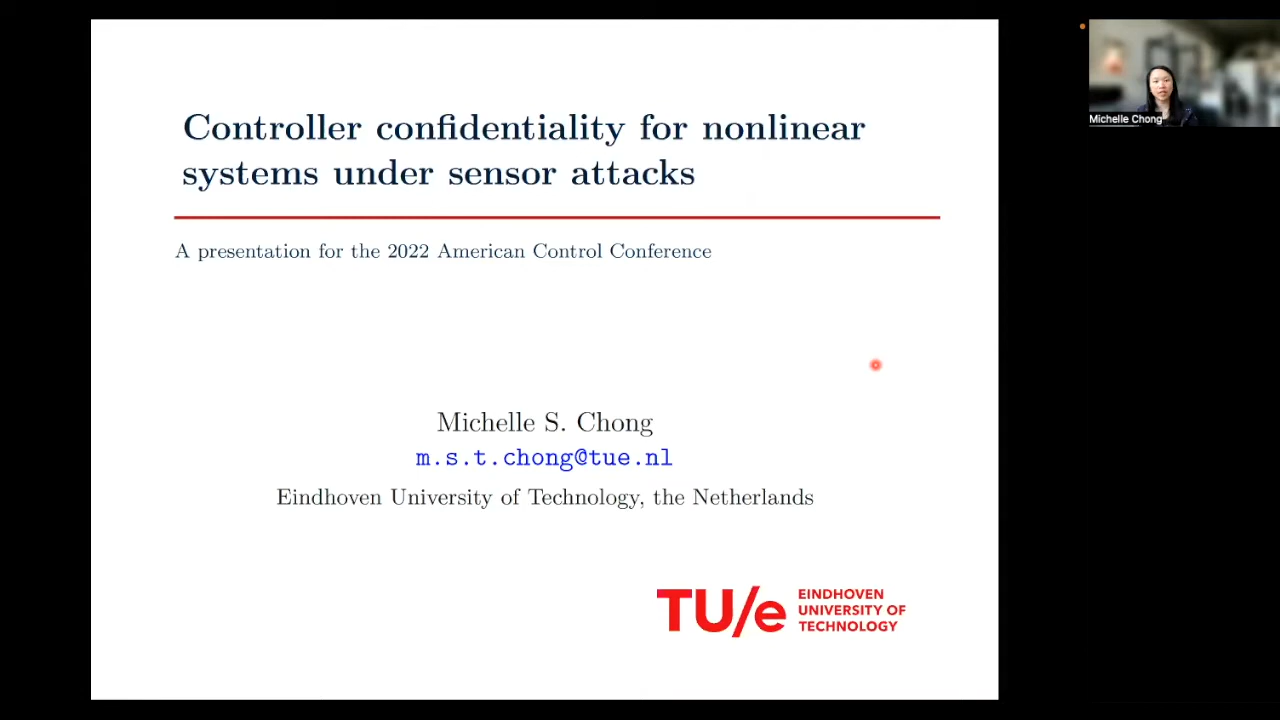 Controller confidentiality for nonlinear
systems under sensor attacks
A presentation for the 2022 American Control Conference
Michelle S. Chong
m.s.t.chong@tue.nl
Eindhoven University of Technology, the Netherlands
TU/e
EINDHOVEN
UNIVERSITY OF
TECHNOLOGY
Michelle Chong